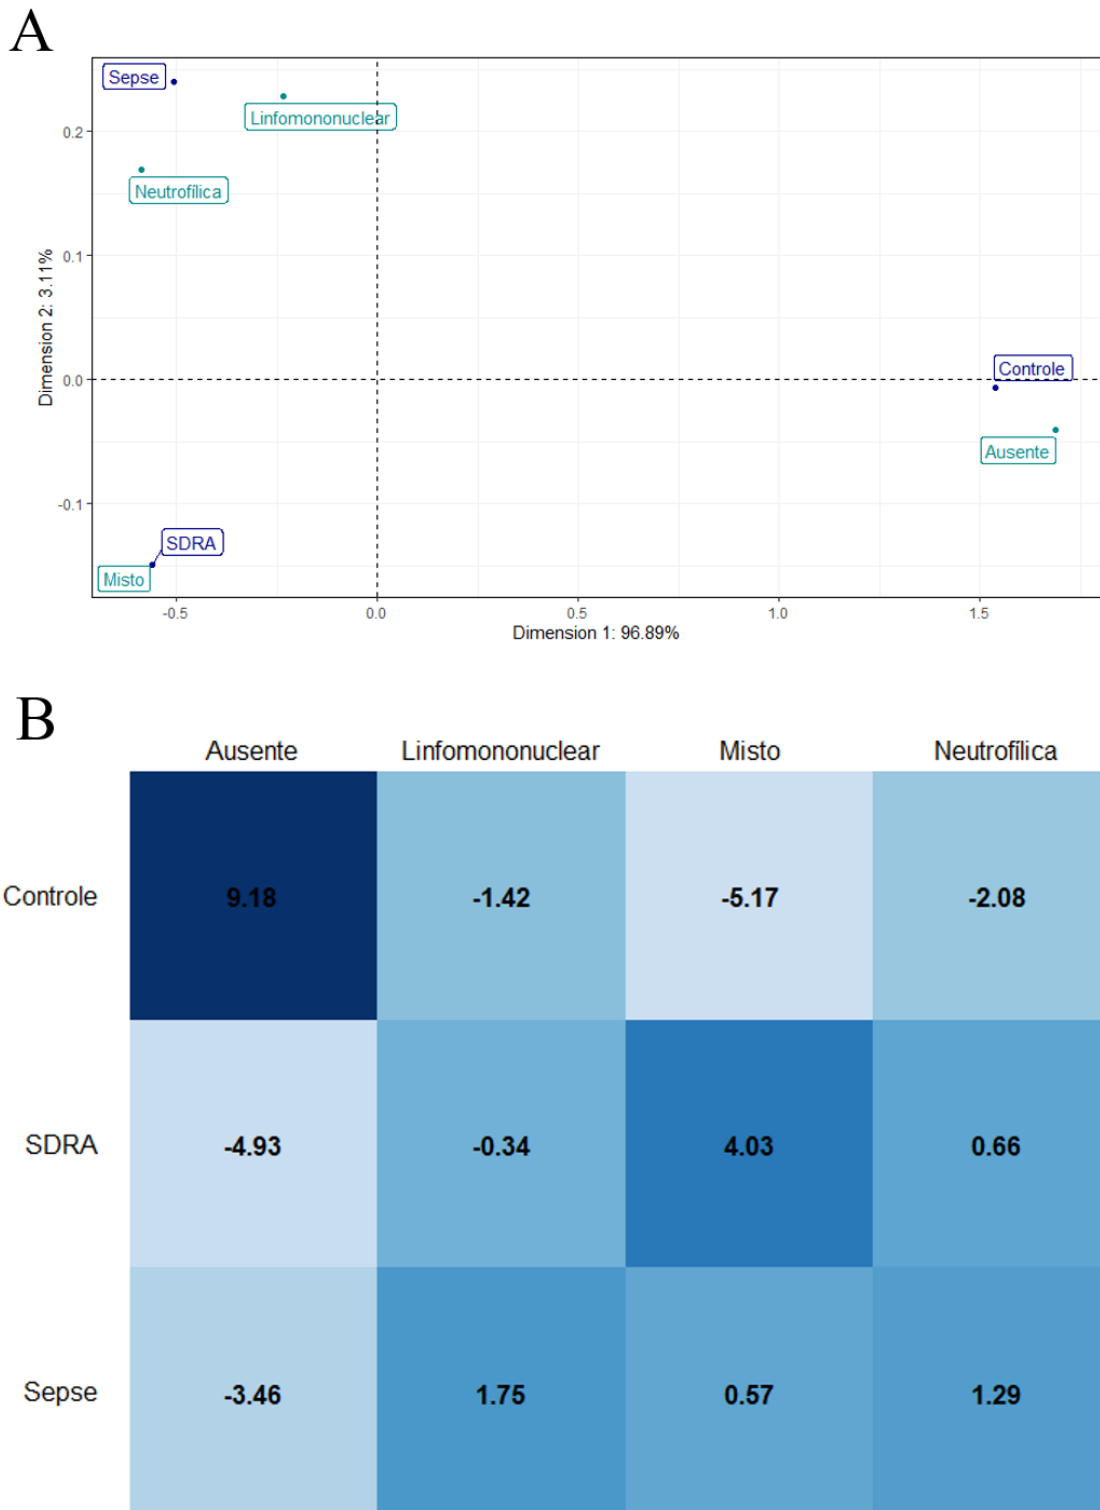 A
Sepse
Linfomononuclear
0.2
Neutrofílica
0.1
Dimension 2: 3.11%
0.0
Controle
Ausente
-0.1
SDRA
Misto
-0.5 0.0 0.5 1.0 1.5
Dimension 1: 96.89%
B
Ausente Linfomononuclear Misto Neutrofílica
Controle 9.18 -1.42 -5.17 -2.08
SDRA -4.93 -0.34 4.03 0.66
Sepse -3.46 1.75 0.57 1.29